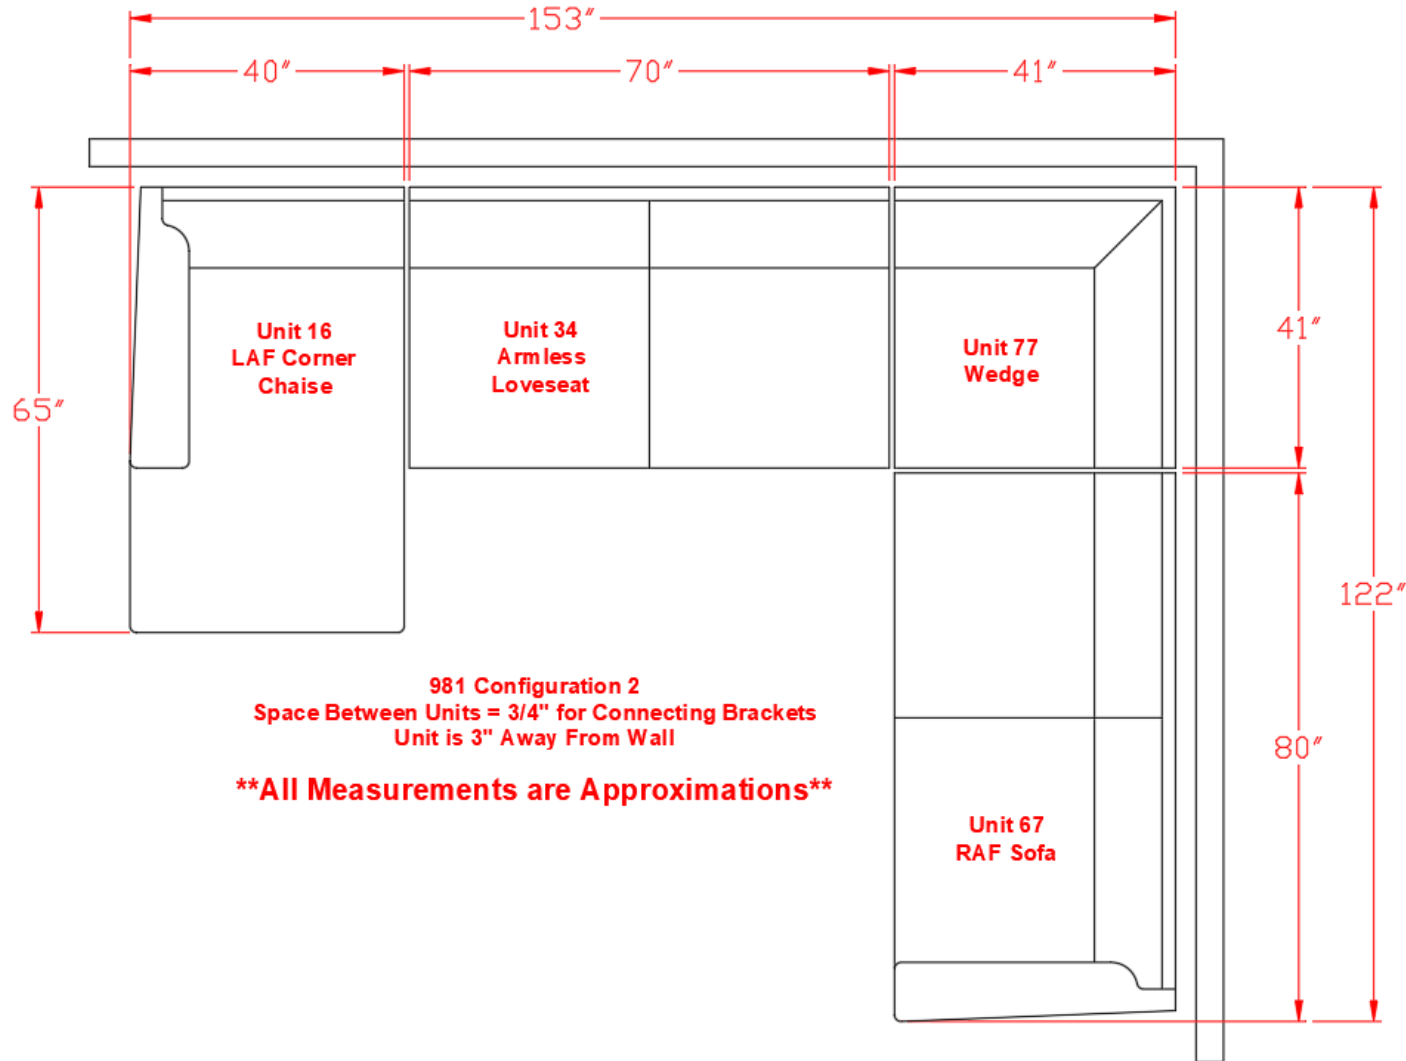 153"
40"
70"
41"
Unit 16
LAF Corner
Chaise
Unit 34
Armless
Loveseat
Unit 77
Wedge
41"
65"
122"
981 Configuration 2
Space Between Units = 3/4" for Connecting Brackets
Unit is 3" Away From Wall
**All Measurements are Approximations**
80"
Unit 67
RAF Sofa